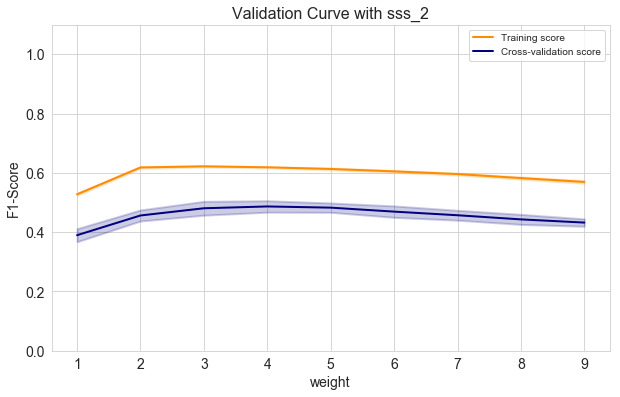 Validation Curve with sss_2
Training score
Cross-validation score
1.0
0.8
0.6
0.4
0.2
0.0
F1-Score
1 2 3 4 5 6 7 8 9
weight